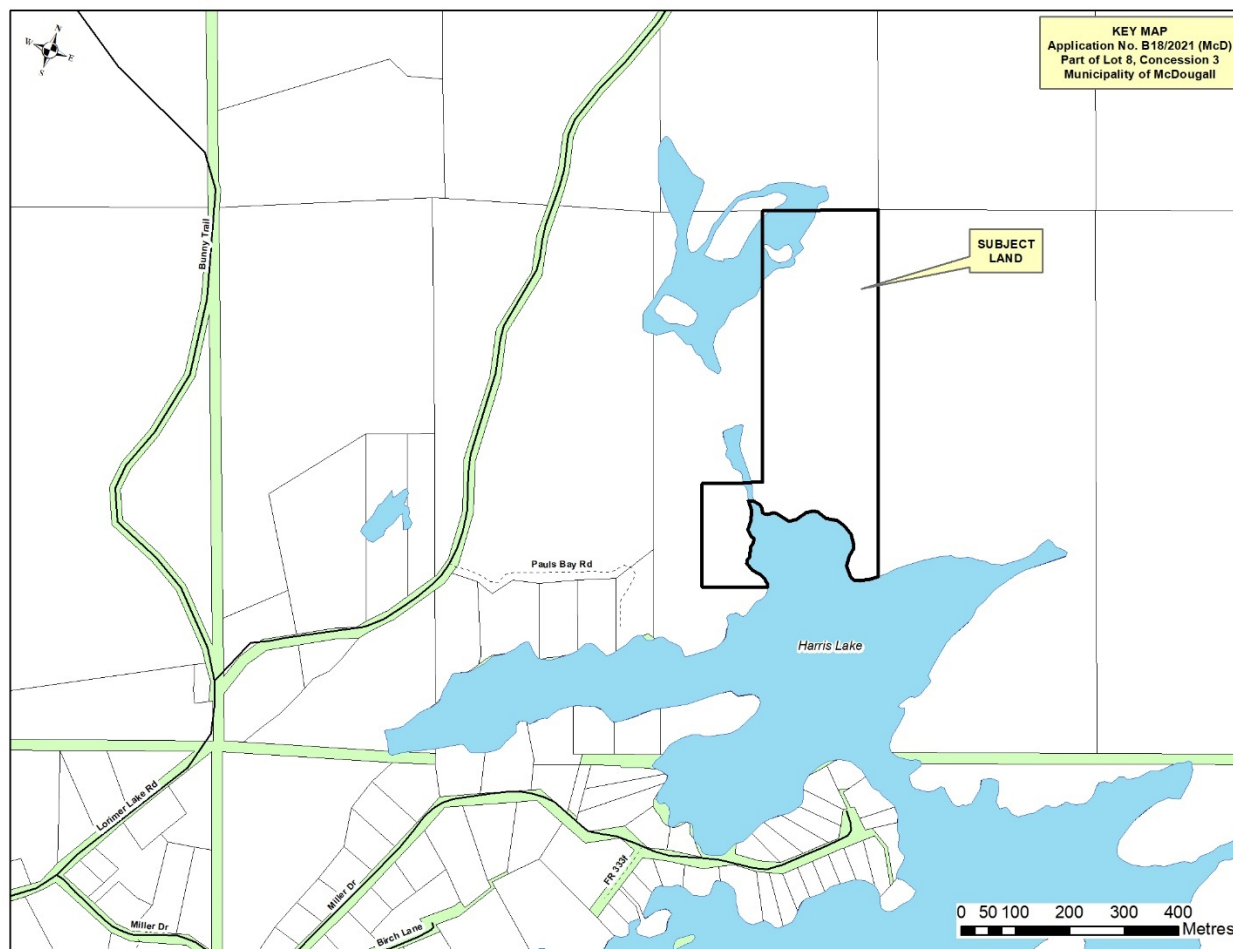 N
W
E
S
KEY MAP
Application No. B18/2021 (McD)
Part of Lot 8, Concession 3
Municipality of McDougall
Bunny Trail
SUBJECT
LAND
Pauls Bay Rd
Harris Lake
Lorimer Lake Rd
Miller Dr
FR 333f
Miller Dr
Birch Lane
0 50 100 200 300 400
Metres